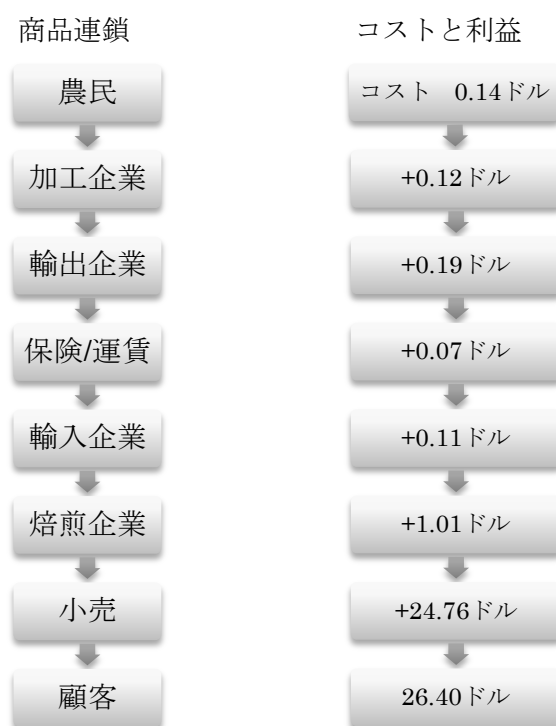 商品連鎖 コストと利益
農民 コスト 0.14ドル
加工企業 +0.12ドル
輸出企業 +0.19ドル
保険/運賃 +0.07ドル
輸入企業 +0.11ドル
焙煎企業 +1.01ドル
小売 +24.76ドル
顧客 26.40ドル